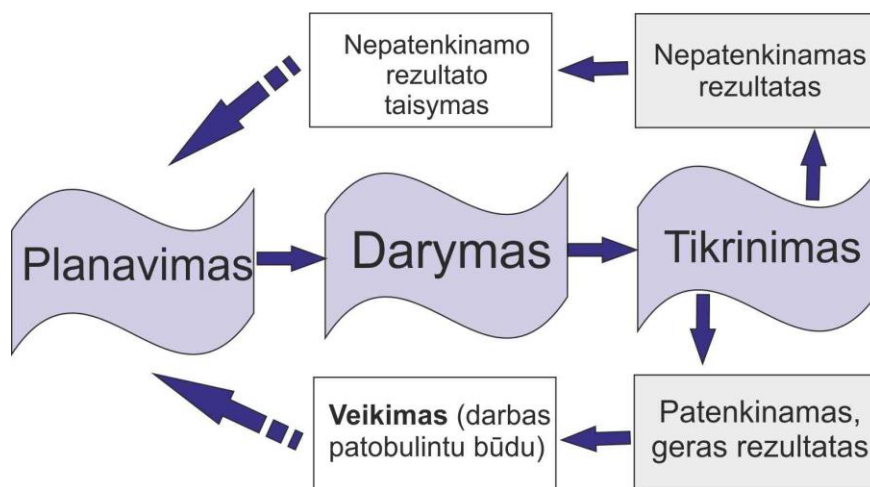 Nepatenkinamo
rezultato
taisymas
Nepatenkinamas
rezultatas
Planavimas
Darymas
Tikrinimas
Veikimas (darbas
patobulintu būdu)
Patenkinamas,
geras rezultatas